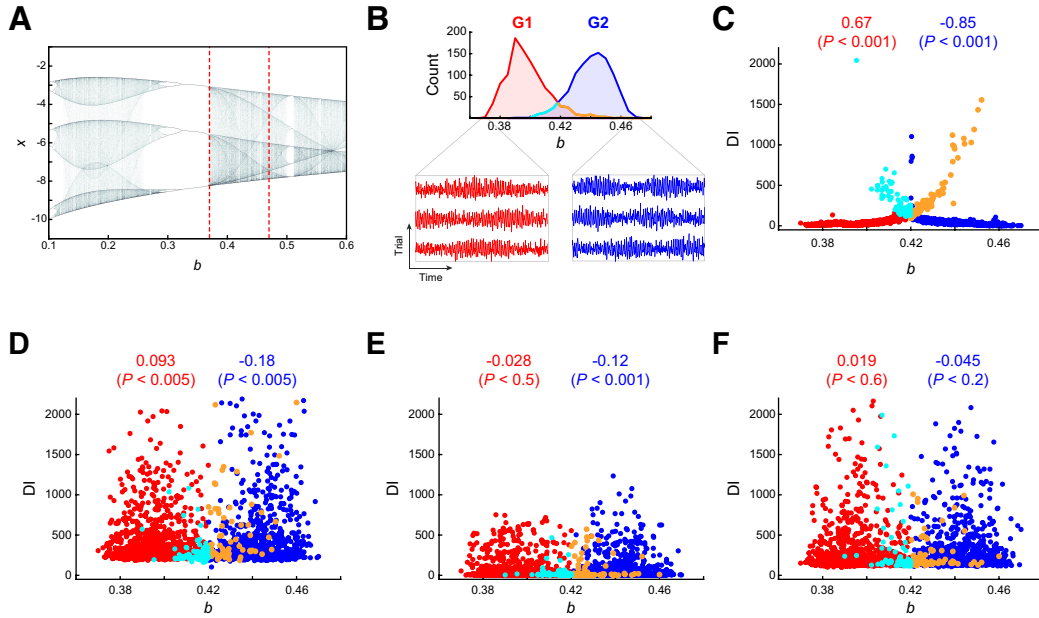 A
-2
-4
x
-6
-8
-10
0.1 0.2 0.3 0.4 0.5 0.6
b
B
G1 G2
200
150
Count
100
50
0.38 0.42 0.46
b
Trial
Time
C
0.67 -0.85
(P < 0.001) (P < 0.001)
2000
1500
DI
1000
500
0
0.38 0.42 0.46
b
D
0.093 -0.18
(P < 0.005) (P < 0.005)
2000
1500
DI
1000
500
0
0.38 0.42 0.46
b
E
-0.028 -0.12
(P < 0.5) (P < 0.001)
2000
1500
DI
1000
500
0
0.38 0.42 0.46
b
F
0.019 -0.045
(P < 0.6) (P < 0.2)
2000
1500
DI
1000
500
0
0.38 0.42 0.46
b